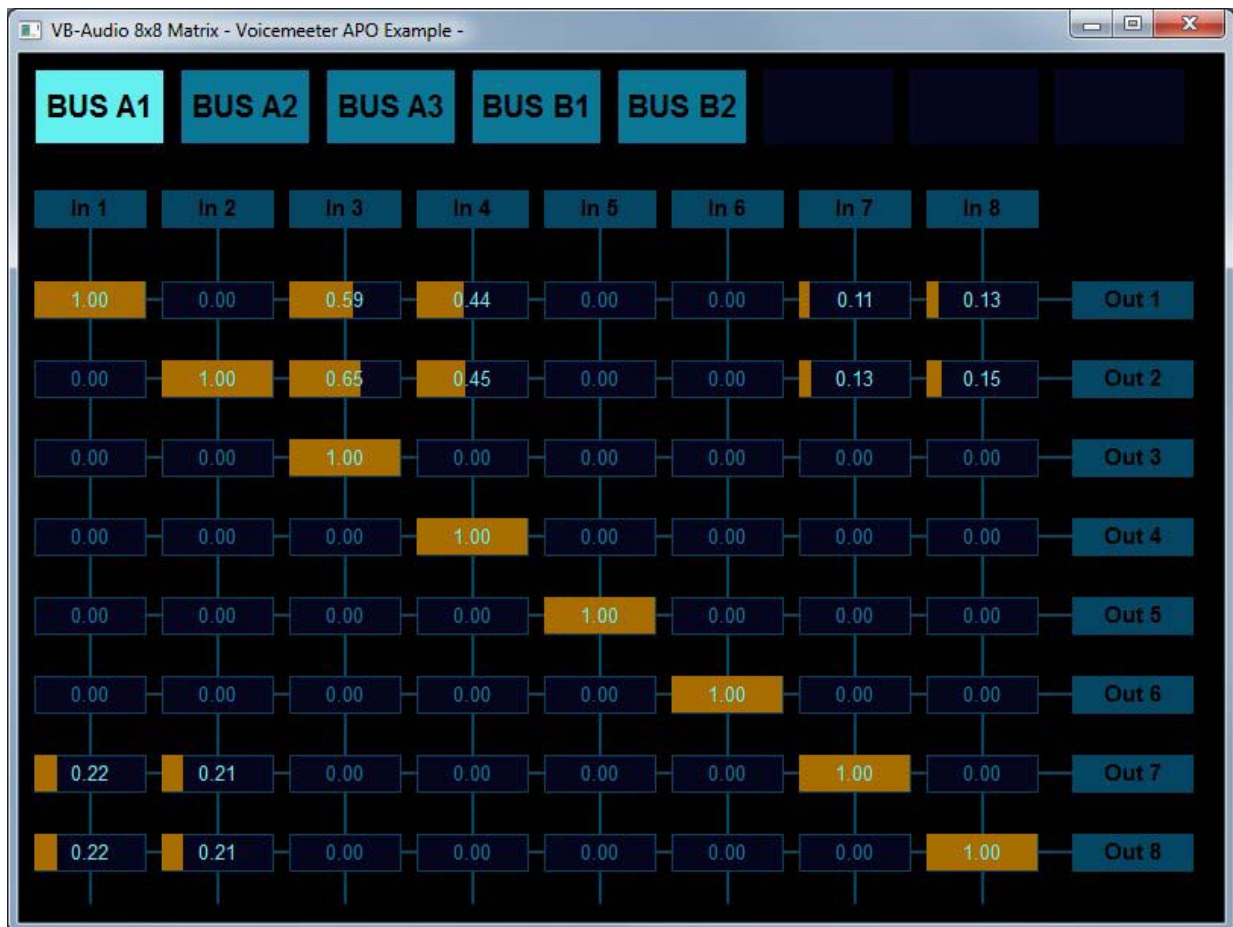 VB-Audio 8x8 Matrix - Voicemeeter APO Example -
BUS A1 BUS A2 BUS A3 BUS B1 BUS B2
In 1 In 2 In 3 In 4 In 5 In 6 In 7 In 8
1.00 0.00 0.59 0.44 0.00 0.00 0.11 0.13 Out 1
0.00 1.00 0.65 0.45 0.00 0.00 0.13 0.15 Out 2
0.00 0.00 1.00 0.00 0.00 0.00 0.00 0.00 Out 3
0.00 0.00 0.00 1.00 0.00 0.00 0.00 0.00 Out 4
0.00 0.00 0.00 0.00 1.00 0.00 0.00 0.00 Out 5
0.00 0.00 0.00 0.00 0.00 1.00 0.00 0.00 Out 6
0.22 0.21 0.00 0.00 0.00 0.00 1.00 0.00 Out 7
0.22 0.21 0.00 0.00 0.00 0.00 0.00 1.00 Out 8